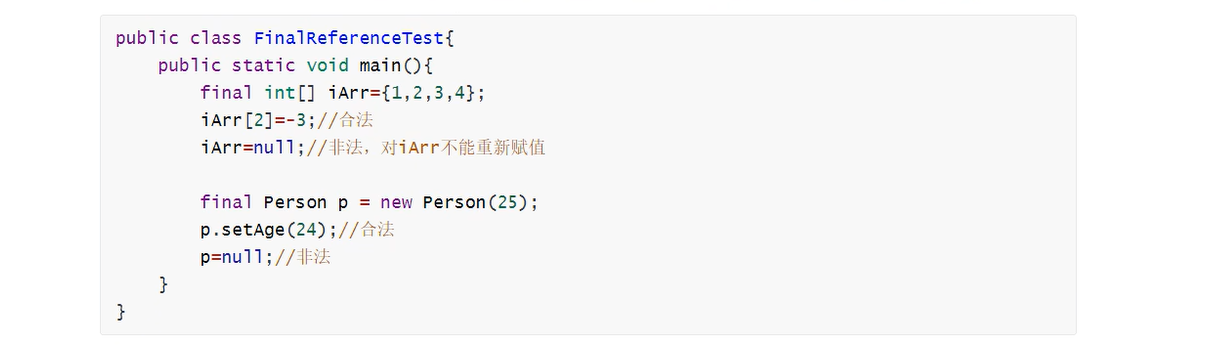 public class FinalReferenceTest{
    public static void main(){
        final int[] iArr={1,2,3,4};
        iArr[2]=-3;//合法
        iArr=null;//非法，对iArr不能重新赋值

        final Person p = new Person(25);
        p.setAge(24);//合法
        p=null;//非法
    }
}